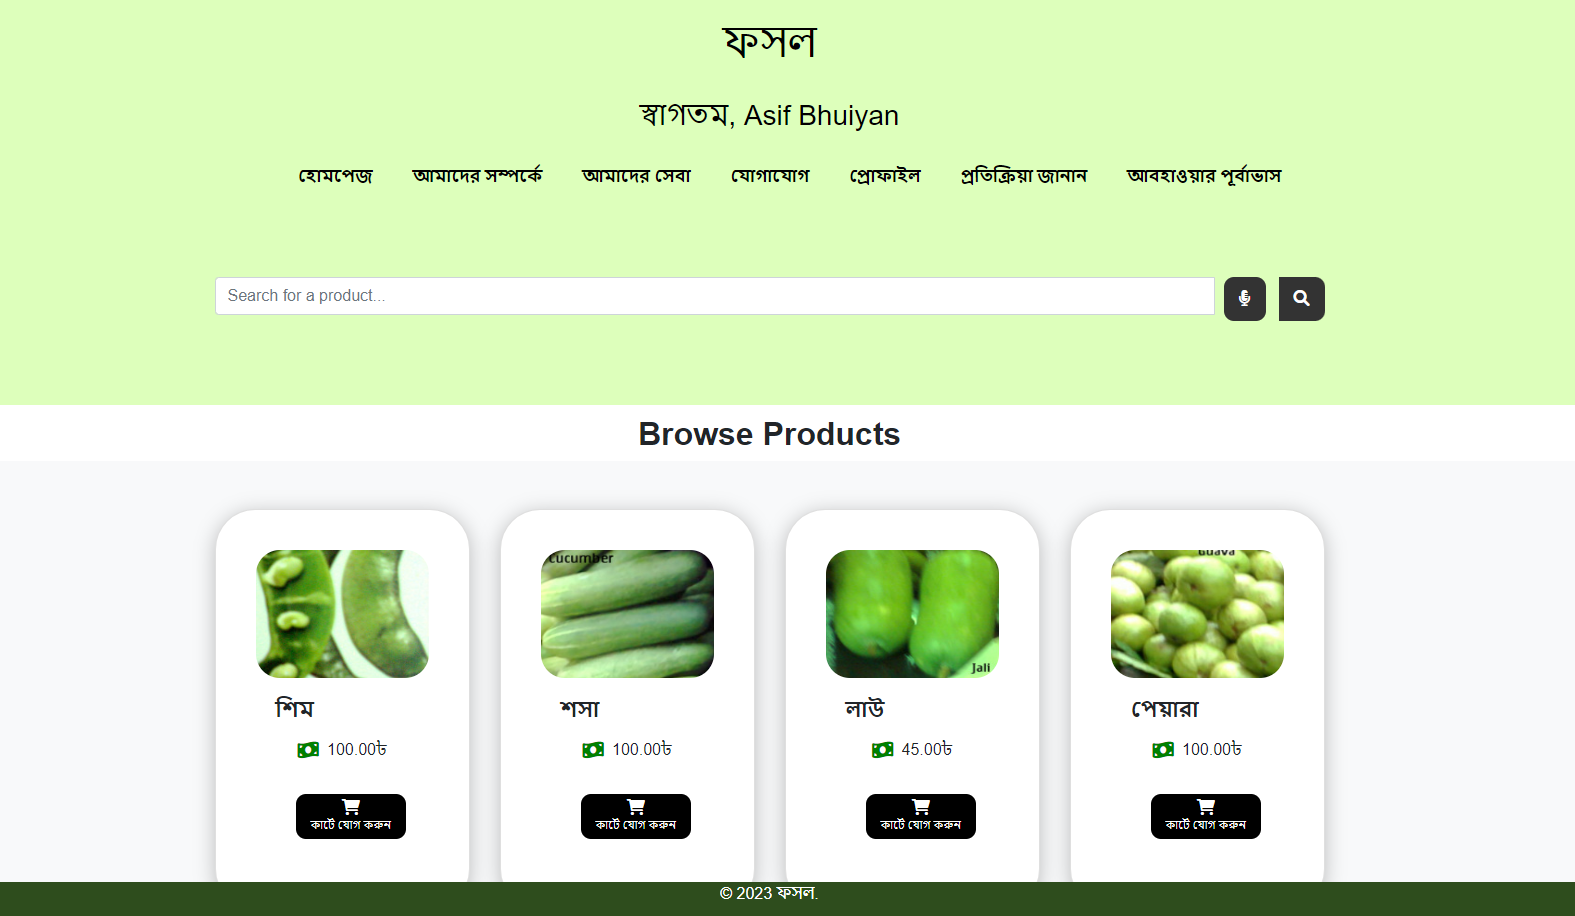 ফসল
স্বাগতম, Asif Bhuiyan
হোমপেজ আমাদের সম্পর্কে আমাদের সেবা যোগাযোগ প্রোফাইল প্রতিক্রিয়া জানান আবহাওয়ার পূর্বাভাস
Search for a product...
Browse Products
Cucumber
Jali
Guava
শিম শসা লাউ পেয়ারা
100.00৳ 100.00৳ 45.00৳ 100.00৳
কার্টে যোগ করুন কার্টে যোগ করুন কার্টে যোগ করুন কার্টে যোগ করুন
© 2023 ফসল.